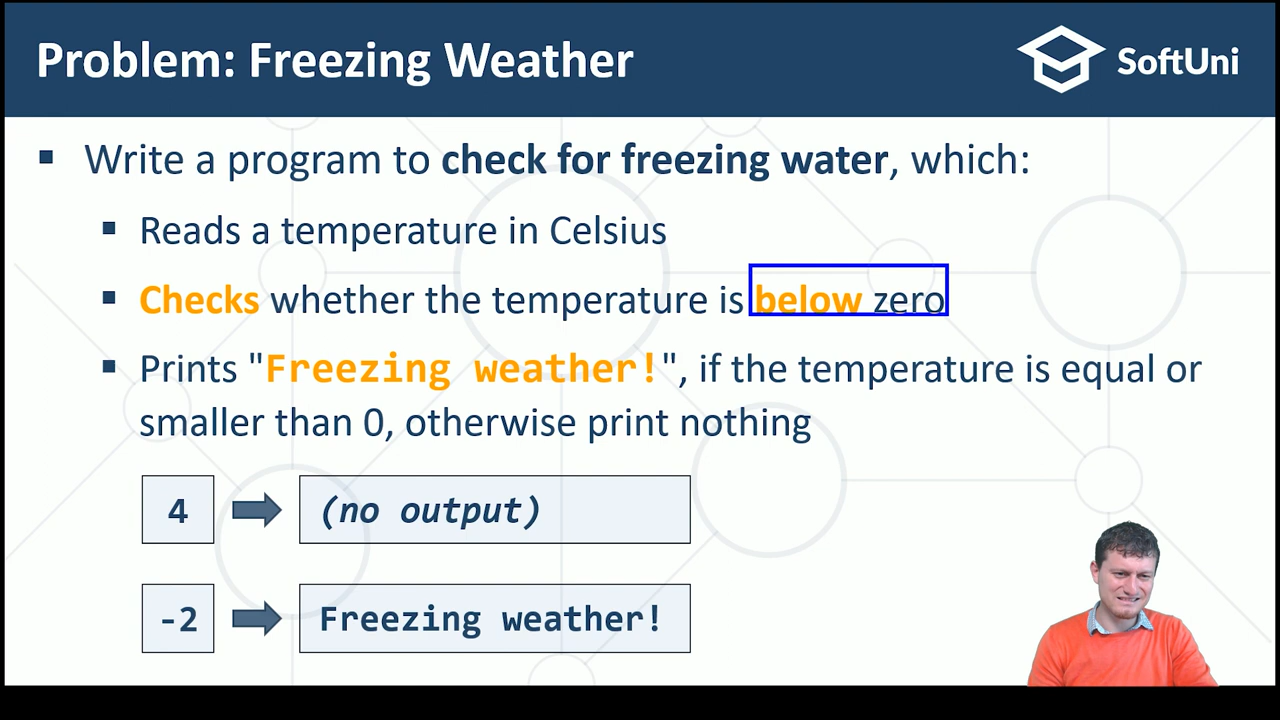 Problem: Freezing Weather
SoftUni
Write a program to check for freezing water, which:
Reads a temperature in Celsius
Checks whether the temperature is below zero
Prints "Freezing weather!", if the temperature is equal or
smaller than 0, otherwise print nothing
4
(no output)
-2
Freezing weather!